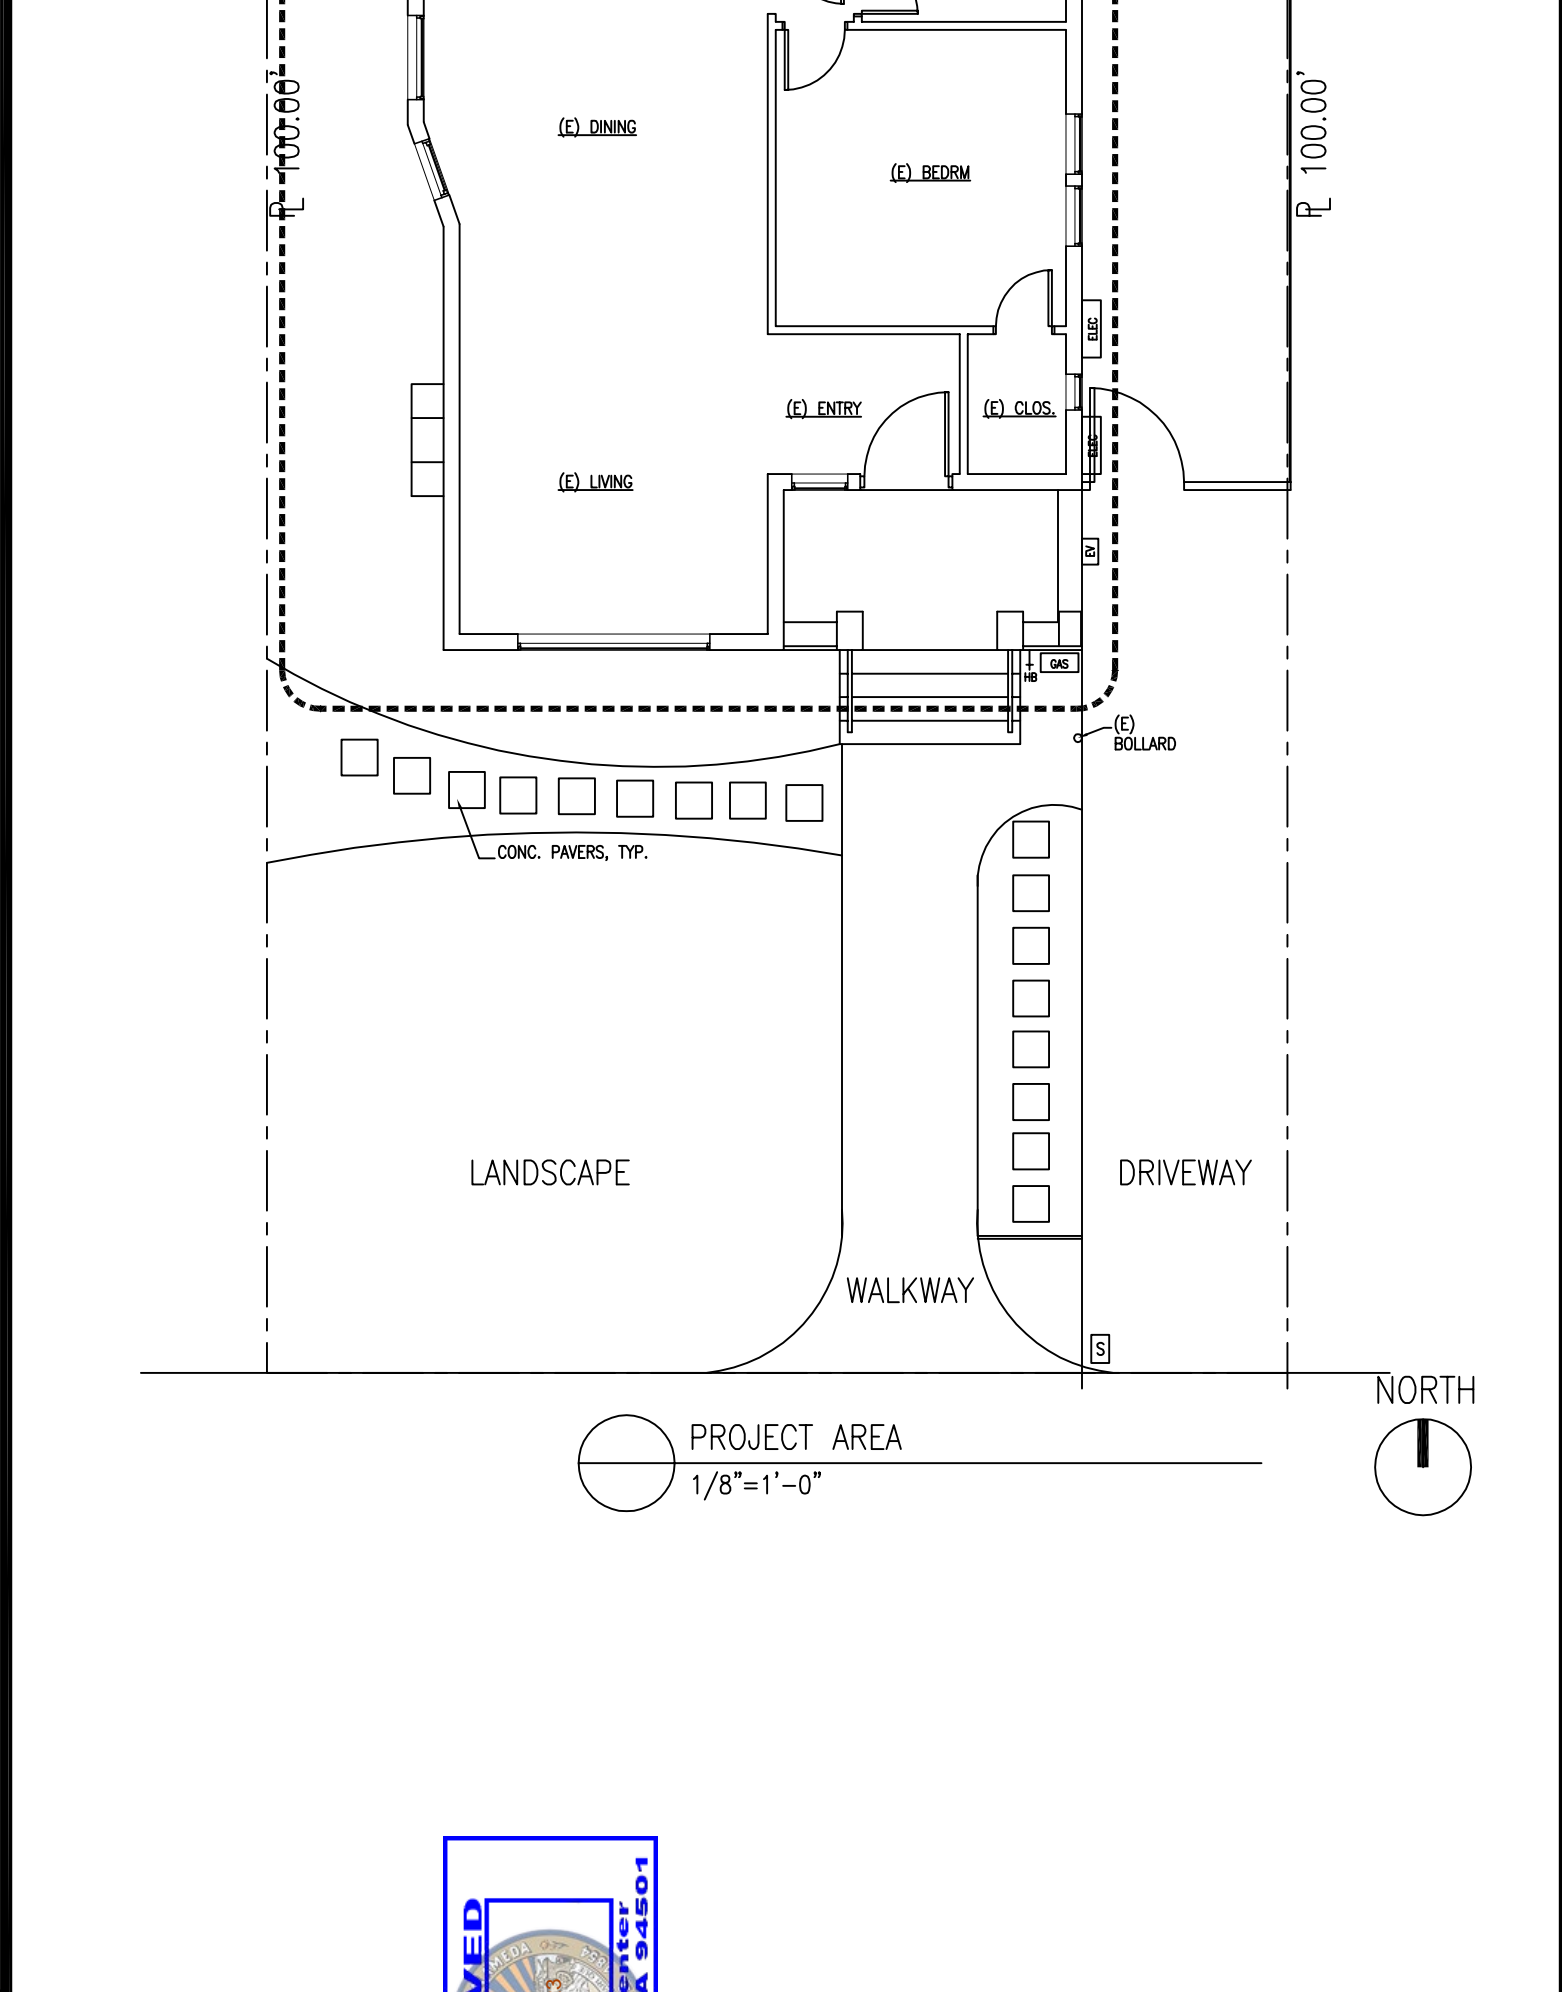 ℄ 100.00'
℄ 100.00'
(E) DINING
(E) BEDRM
ELEC
(E) ENTRY
(E) CLOS.
ELEC
(E) LIVING
EV
GAS
HB
(E)
BOLLARD
CONC. PAVERS, TYP.
LANDSCAPE
DRIVEWAY
WALKWAY
S
NORTH
PROJECT AREA
1/8"=1'-0"
VED
enter
A 94501